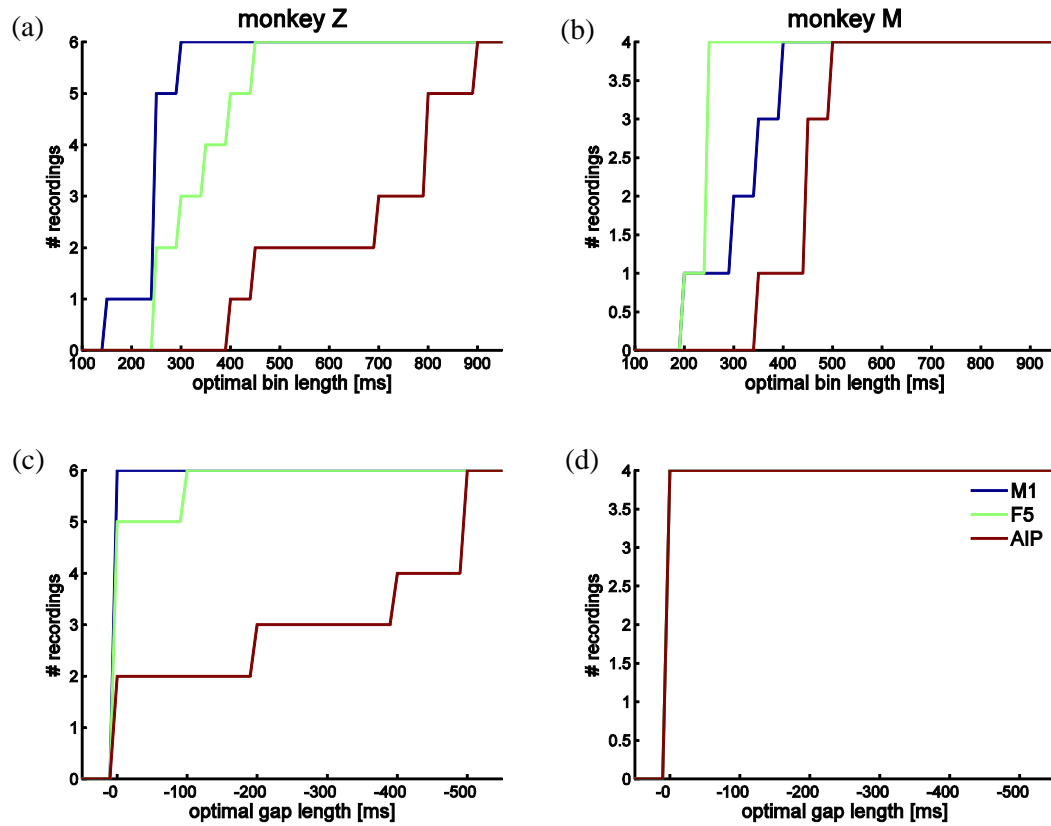 (a)
monkey Z
6
5
4
3
2
1
0
# recordings
100 200 300 400 500 600 700 800 900
optimal bin length [ms]
(b)
monkey M
4
3.5
3
2.5
2
1.5
1
0.5
0
# recordings
100 200 300 400 500 600 700 800 900
optimal bin length [ms]
(c)
6
5
4
3
2
1
0
# recordings
-0 -100 -200 -300 -400 -500
optimal gap length [ms]
(d)
4
3.5
3
2.5
2
1.5
1
0.5
0
# recordings
M1
F5
AIP
-0 -100 -200 -300 -400 -500
optimal gap length [ms]